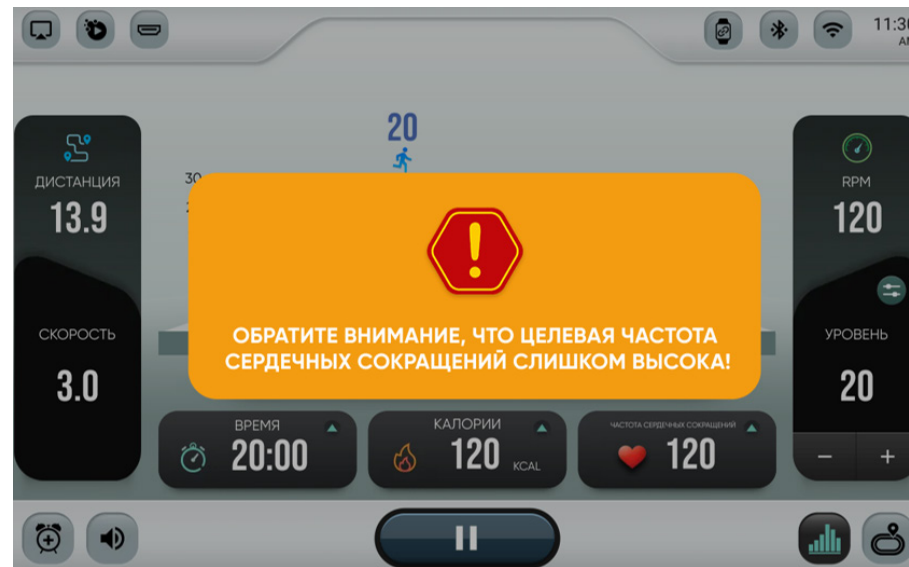 11:30
20
ДИСТАНЦИЯ
13.9
30
RPM
120
ОБРАТИТЕ ВНИМАНИЕ, ЧТО ЦЕЛЕВАЯ ЧАСТОТА
СЕРДЕЧНЫХ СОКРАЩЕНИЙ СЛИШКОМ ВЫСОКА!
СКОРОСТЬ
3.0
УРОВЕНЬ
20
ВРЕМЯ
20:00
КАЛОРИИ
120 KCAL
ЧАСТОТА СЕРДЕЧНЫХ СОКРАЩЕНИЙ
120
− +